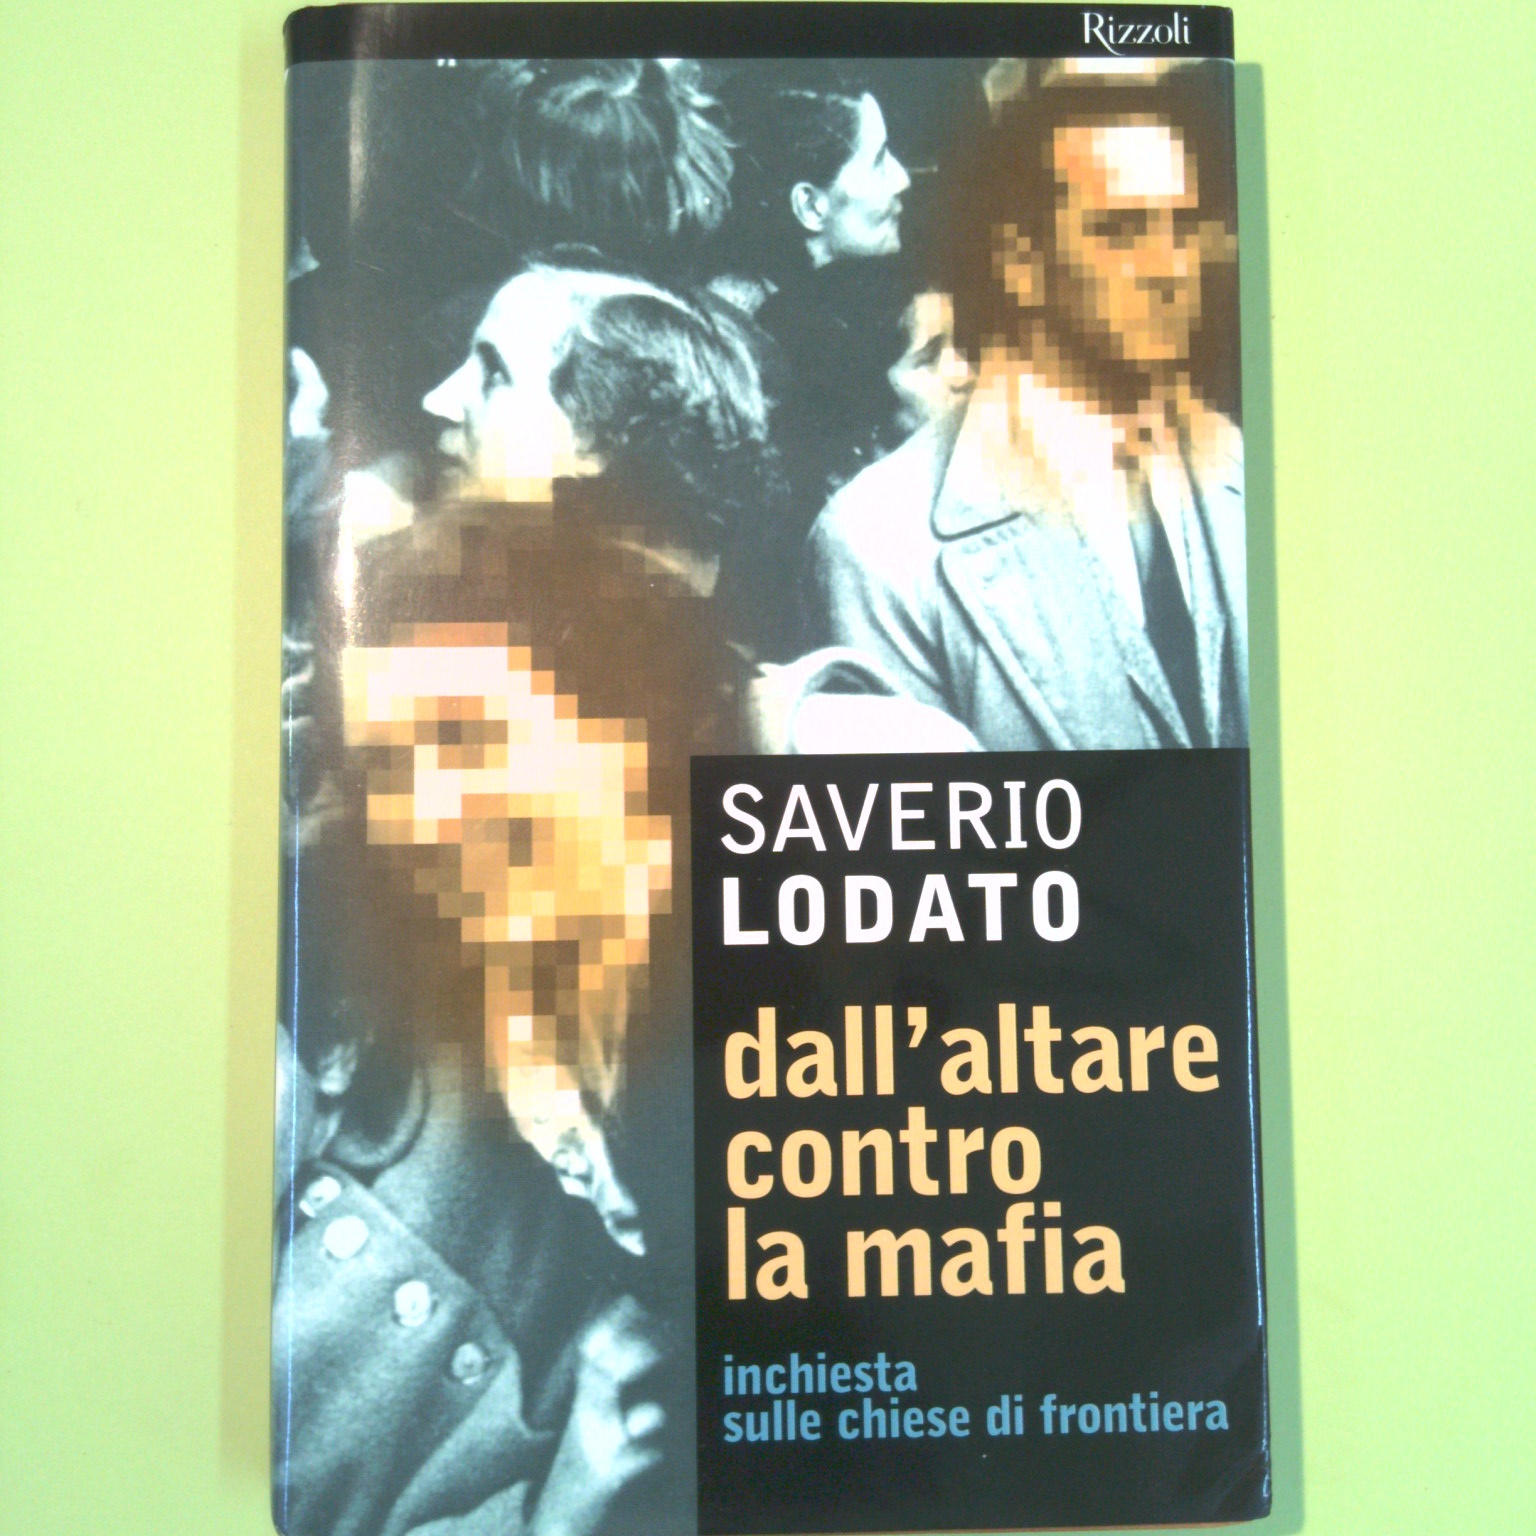 Rizzoli
SAVERIO
LODATO
dall'altare
contro
la mafia
inchiesta
sulle chiese di frontiera